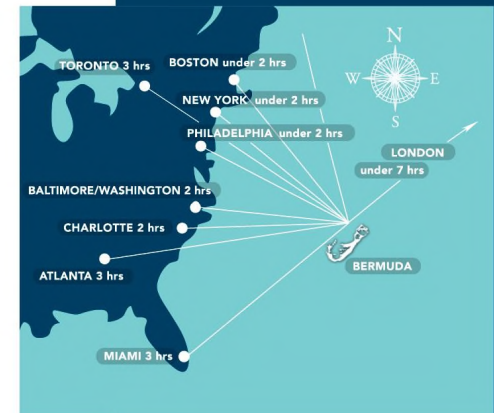 N
W E
S
TORONTO 3 hrs
BOSTON under 2 hrs
NEW YORK under 2 hrs
PHILADELPHIA under 2 hrs
LONDON
under 7 hrs
BALTIMORE/WASHINGTON 2 hrs
CHARLOTTE 2 hrs
ATLANTA 3 hrs
BERMUDA
MIAMI 3 hrs